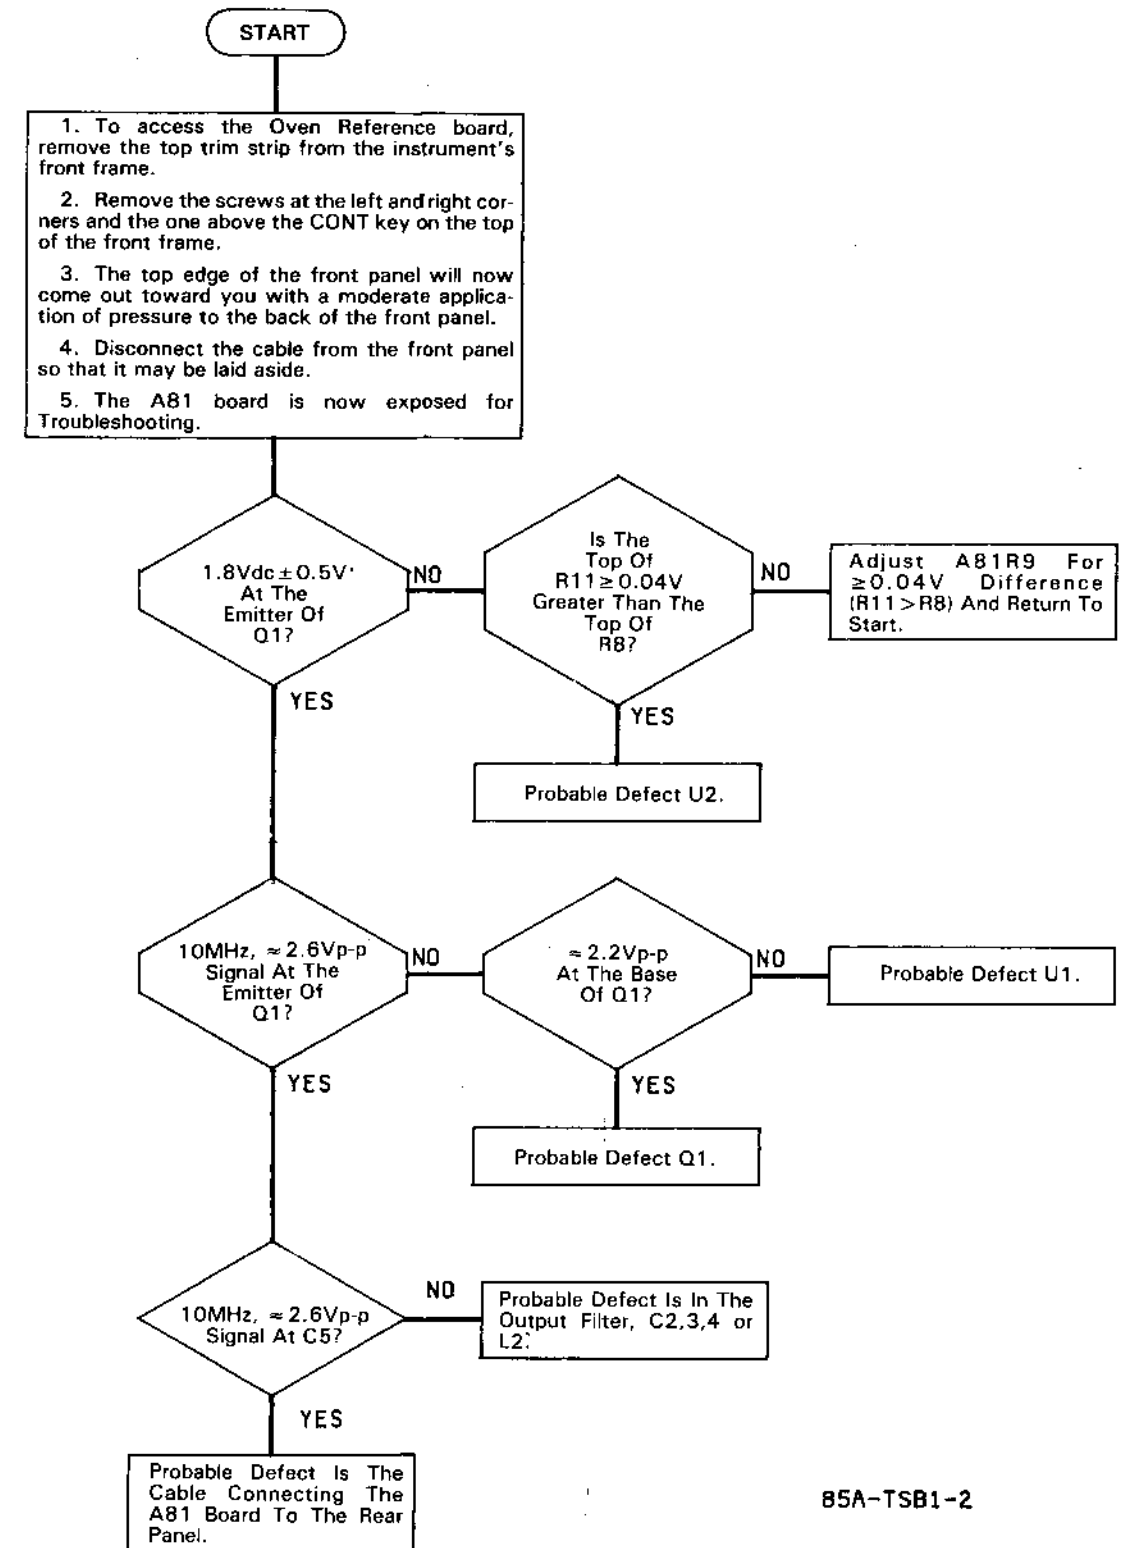 START
1. To access the Oven Reference board,
remove the top trim strip from the instrument's
front frame.
2. Remove the screws at the left and right cor-
ners and the one above the CONT key on the top
of the front frame.
3. The top edge of the front panel will now
come out toward you with a moderate applica-
tion of pressure to the back of the front panel.
4. Disconnect the cable from the front panel
so that it may be laid aside.
5. The A81 board is now exposed for
Troubleshooting.
1.8Vdc±0.5V
At The
Emitter Of
Q1?
NO
Is The
Top Of
R11≥0.04V
Greater Than The
Top Of
R8?
NO
Adjust A81R9 For
≥0.04V Difference
(R11>R8) And Return To
Start.
YES
YES
Probable Defect U2.
10MHz, ≈2.6Vp-p
Signal At The
Emitter Of
Q1?
NO
≈2.2Vp-p
At The Base
Of Q1?
NO
Probable Defect U1.
YES
YES
Probable Defect Q1.
10MHz, ≈2.6Vp-p
Signal At C5?
NO
Probable Defect Is In The
Output Filter, C2,3,4 or
L2.
YES
Probable Defect Is The
Cable Connecting The
A81 Board To The Rear
Panel.
85A-TSB1-2